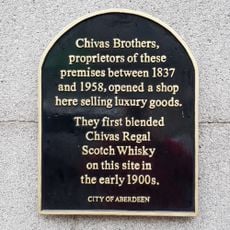 Chivas Brothers,
proprietors of these
premises between 1837
and 1958, opened a shop
here selling luxury goods.
They first blended
Chivas Regal
Scotch Whisky
on this site in
the early 1900s.
CITY OF ABERDEEN